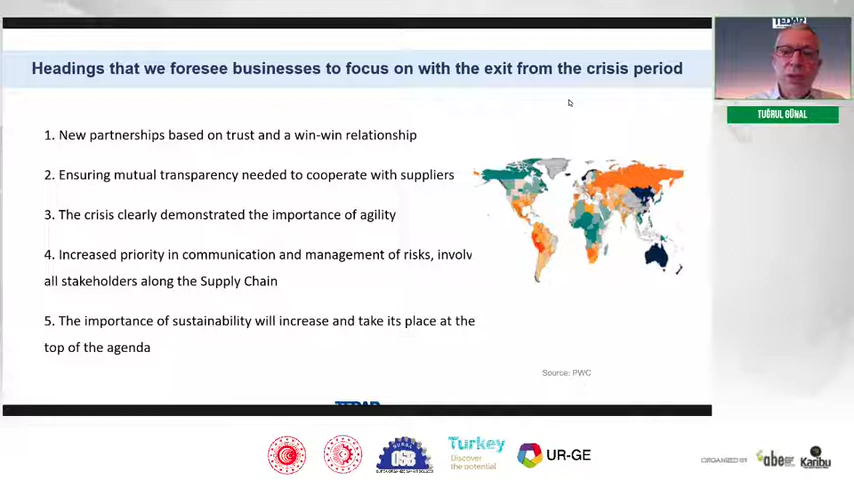 TEDAR
Headings that we foresee businesses to focus on with the exit from the crisis period
TUĞRUL GÜNAL
1. New partnerships based on trust and a win-win relationship
2. Ensuring mutual transparency needed to cooperate with suppliers
3. The crisis clearly demonstrated the importance of agility
4. Increased priority in communication and management of risks, involv
all stakeholders along the Supply Chain
5. The importance of sustainability will increase and take its place at the
top of the agenda
Source: PWC
TEDAR
OSB
Turkey
Discover
the potential
UR-GE
ORGANIZED BY
abe
Karibu